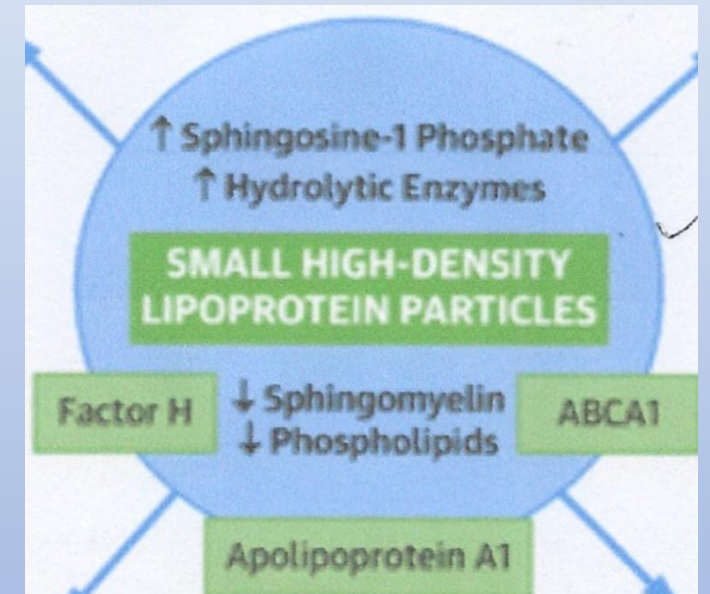 ↑ Sphingosine-1 Phosphate
↑ Hydrolytic Enzymes
SMALL HIGH-DENSITY
LIPOPROTEIN PARTICLES
Factor H
↓ Sphingomyelin
↓ Phospholipids
ABCA1
Apolipoprotein A1